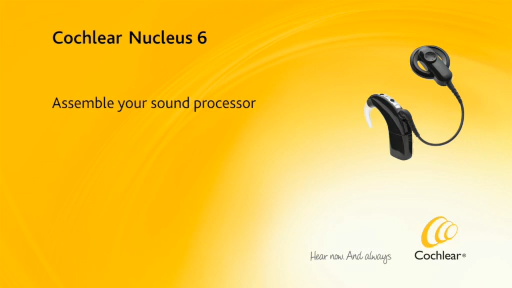 Cochlear Nucleus 6
Assemble your sound processor
Hear now. And always
Cochlear®